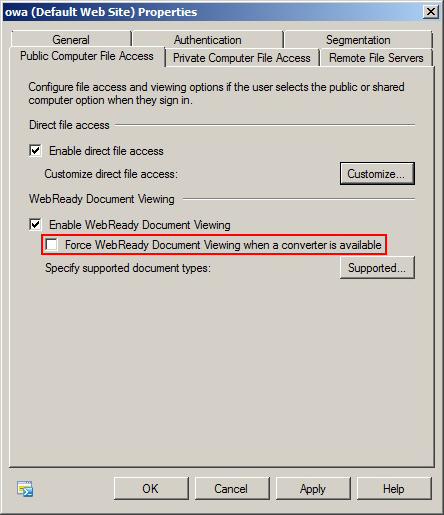 owa (Default Web Site) Properties
General Authentication Segmentation
Public Computer File Access Private Computer File Access Remote File Servers
Configure file access and viewing options if the user selects the public or shared
computer option when they sign in.
Direct file access
Enable direct file access
Customize direct file access: Customize...
WebReady Document Viewing
Enable WebReady Document Viewing
Force WebReady Document Viewing when a converter is available
Specify supported document types: Supported...
OK Cancel Apply Help